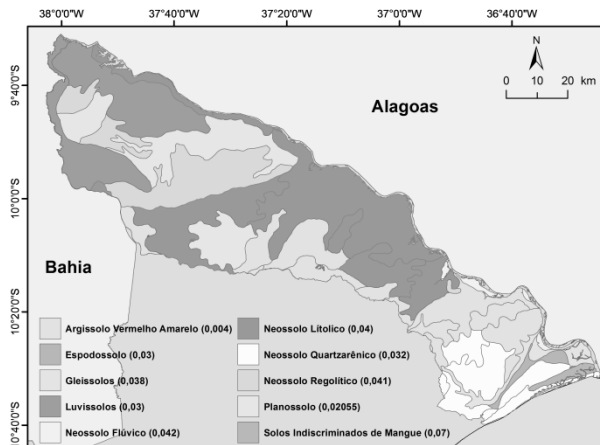 38°0'0"W 37°40'0"W 37°20'0"W 37°0'0"W 36°40'0"W
N
0 10 20 km
9°40'0"S
Alagoas
10°0'0"S
Bahia
10°20'0"S
10°40'0"S
Argissolo Vermelho Amarelo (0,004)
Espodossolo (0,03)
Gleissolos (0,038)
Luvissolos (0,03)
Neossolo Flúvico (0,042)
Neossolo Lítolico (0,04)
Neossolo Quartzarênico (0,032)
Neossolo Regolítico (0,041)
Planossolo (0,02055)
Solos Indiscriminados de Mangue (0,07)